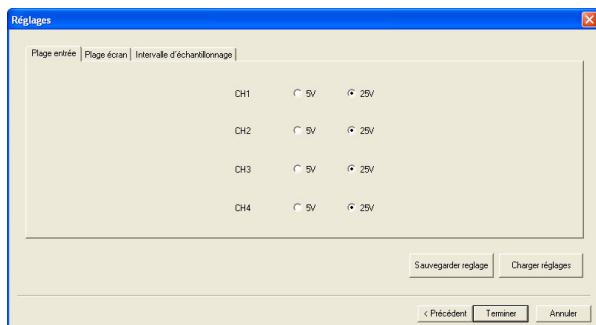 Réglages
Plage entrée Plage écran Intervalle d'échantillonnage
CH1 5V 25V
CH2 5V 25V
CH3 5V 25V
CH4 5V 25V
Sauvegarder reglage Charger réglages
< Précédent Terminer Annuler